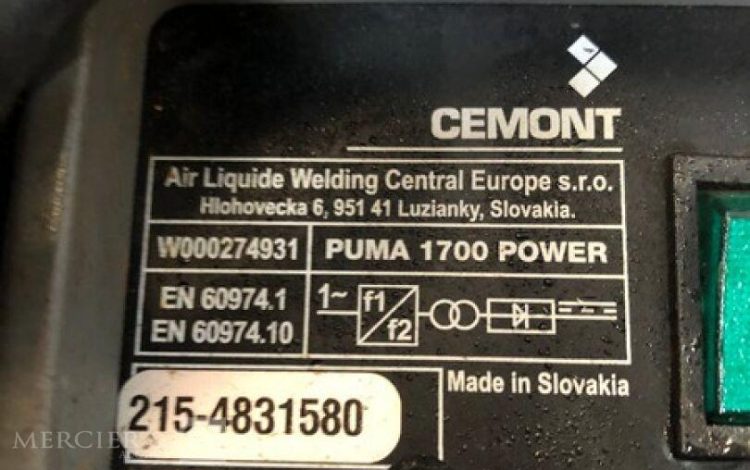 CEMONT
Air Liquide Welding Central Europe s.r.o.
Hlohovecka 6, 951 41 Luzianky, Slovakia.
W000274931 PUMA 1700 POWER
EN 60974.1
EN 60974.10
1~ f1 f2
Made in Slovakia
215-4831580
MERCIER